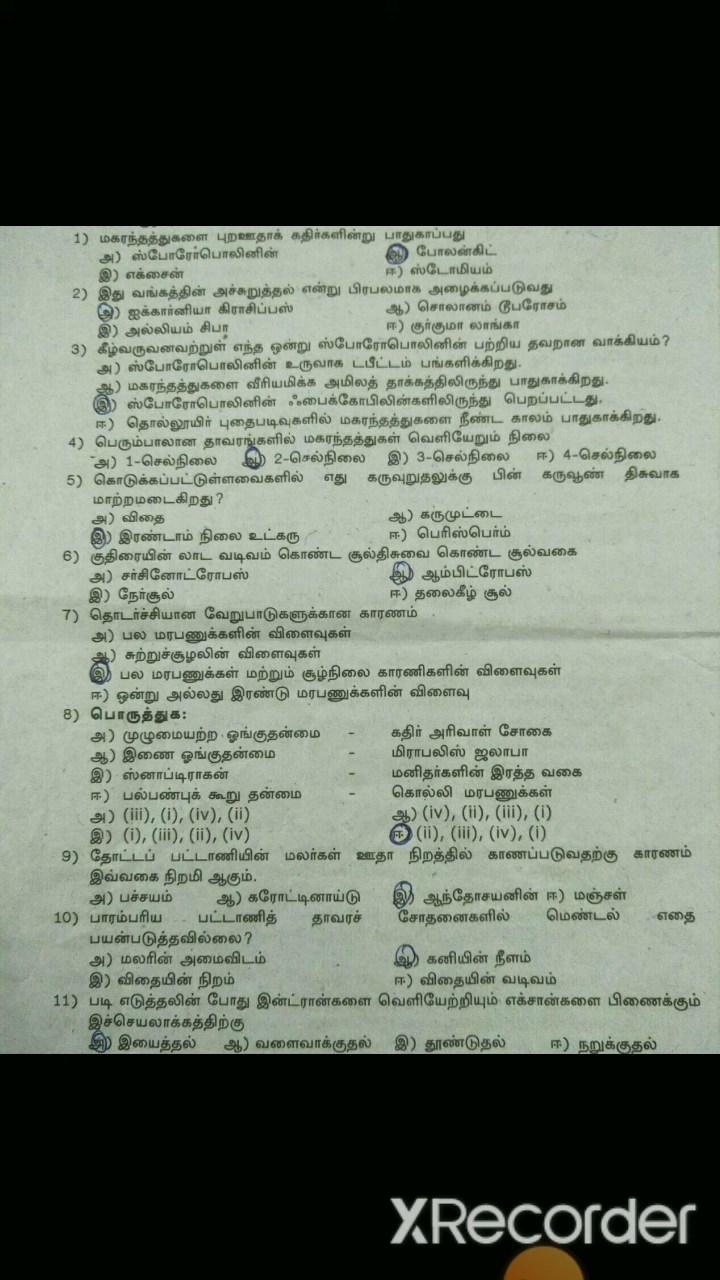 1) மகரந்தத்துகளை புறஊதாக் கதிர்களின்று பாதுகாப்பது
அ) ஸ்போரோபொலினின் ஆ) போலன்கிட்
இ) எக்சைன் ஈ) ஸ்டோமியம்
2) இது வங்கத்தின் அச்சுறுத்தல் என்று பிரபலமாக அழைக்கப்படுவது
அ) ஐக்கார்னியா கிராசிப்பஸ் ஆ) சொலானம் டூபரோசம்
இ) அல்லியம் சிபா ஈ) குர்குமா லாங்கா
3) கீழ்வருவனவற்றுள் எந்த ஒன்று ஸ்போரோபொலினின் பற்றிய தவறான வாக்கியம்?
அ) ஸ்போரோபொலினின் உருவாக டபீட்டம் பங்களிக்கிறது.
ஆ) மகரந்தத்துகளை வீரியமிக்க அமிலத் தாக்கத்திலிருந்து பாதுகாக்கிறது.
இ) ஸ்போரோபொலினின் ஃபைக்கோபிலின்களிலிருந்து பெறப்பட்டது.
ஈ) தொல்லூயிர் புதைபடிவுகளில் மகரந்தத்துகளை நீண்ட காலம் பாதுகாக்கிறது.
4) பெரும்பாலான தாவரங்களில் மகரந்தத்துகள் வெளியேறும் நிலை
அ) 1-செல்நிலை ஆ) 2-செல்நிலை இ) 3-செல்நிலை ஈ) 4-செல்நிலை
5) கொடுக்கப்பட்டுள்ளவைகளில் எது கருவுறுதலுக்கு பின் கருவூண் திசுவாக
மாற்றமடைகிறது?
அ) விதை ஆ) கருமுட்டை
இ) இரண்டாம் நிலை உட்கரு ஈ) பெரிஸ்பெர்ம்
6) குதிரையின் லாட வடிவம் கொண்ட சூல்திசுவை கொண்ட சூல்வகை
அ) சர்சினோட்ரோபஸ் ஆ) ஆம்பிட்ரோபஸ்
இ) நேர்சூல் ஈ) தலைகீழ் சூல்
7) தொடர்ச்சியான வேறுபாடுகளுக்கான காரணம்
அ) பல மரபணுக்களின் விளைவுகள்
ஆ) சுற்றுச்சூழலின் விளைவுகள்
இ) பல மரபணுக்கள் மற்றும் சூழ்நிலை காரணிகளின் விளைவுகள்
ஈ) ஒன்று அல்லது இரண்டு மரபணுக்களின் விளைவு
8) பொருத்துக:
அ) முழுமையற்ற ஓங்குதன்மை - கதிர் அரிவாள் சோகை
ஆ) இணை ஓங்குதன்மை - மிராபலிஸ் ஜலாபா
இ) ஸ்னாப்டிராகன் - மனிதர்களின் இரத்த வகை
ஈ) பல்பண்புக் கூறு தன்மை - கொல்லி மரபணுக்கள்
அ) (iii), (i), (iv), (ii) ஆ) (iv), (ii), (iii), (i)
இ) (i), (iii), (ii), (iv) ஈ) (ii), (iii), (iv), (i)
9) தோட்டப் பட்டாணியின் மலர்கள் ஊதா நிறத்தில் காணப்படுவதற்கு காரணம்
இவ்வகை நிறமி ஆகும்.
அ) பச்சயம் ஆ) கரோட்டினாய்டு இ) ஆந்தோசயனின் ஈ) மஞ்சள்
10) பாரம்பரிய பட்டாணித் தாவரச் சோதனைகளில் மெண்டல் எதை
பயன்படுத்தவில்லை?
அ) மலரின் அமைவிடம் ஆ) கனியின் நீளம்
இ) விதையின் நிறம் ஈ) விதையின் வடிவம்
11) படி எடுத்தலின் போது இன்ட்ரான்களை வெளியேற்றியும் எக்சான்களை பிணைக்கும்
இச்செயலாக்கத்திற்கு
அ) இயைத்தல் ஆ) வளைவாக்குதல் இ) தூண்டுதல் ஈ) நறுக்குதல்
XRecorder